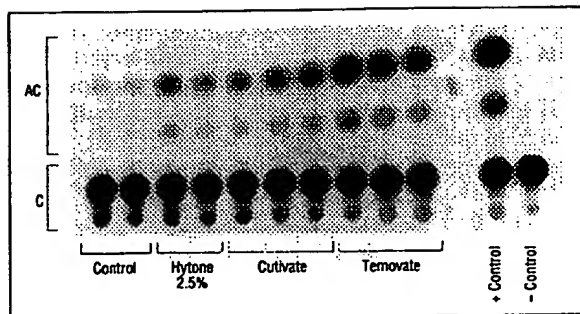 AC
C
Control
Hytone
2.5%
Cutivate
Temovate
+ Control
- Control